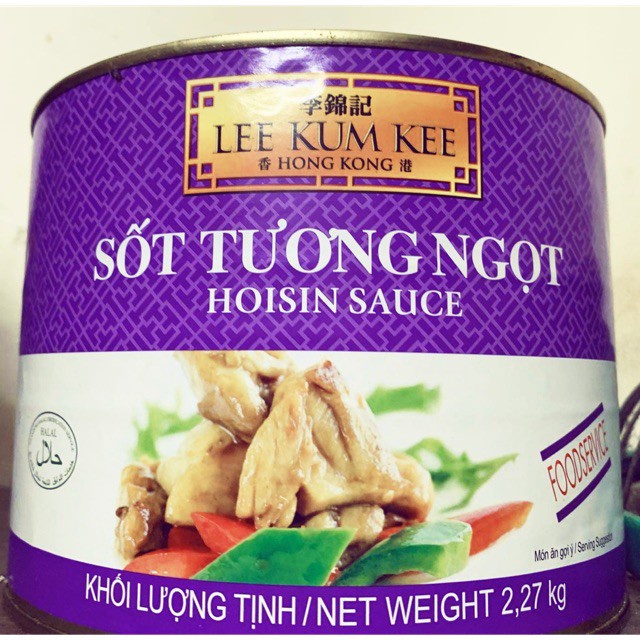 李錦記
LEE KUM KEE
香 HONG KONG 港
SỐT TƯƠNG NGỌT
HOISIN SAUCE
HALAL
حلال
FOODSERVICE
Món ăn gợi ý / Serving Suggestion
KHỐI LƯỢNG TỊNH / NET WEIGHT 2,27 kg